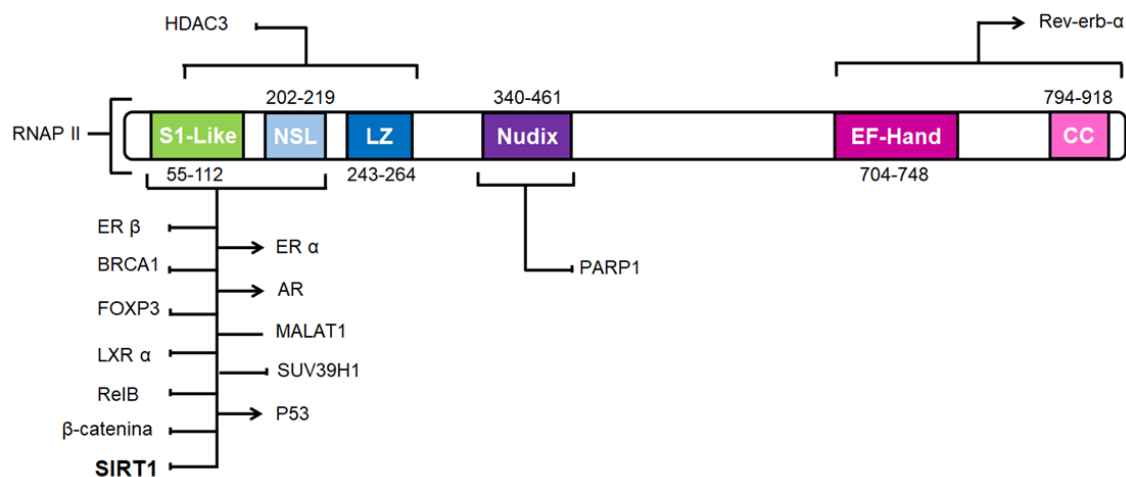 HDAC3
Rev-erb-α
202-219
340-461
794-918
RNAP II
S1-Like
NSL
LZ
Nudix
EF-Hand
CC
55-112
243-264
704-748
ER β
ER α
BRCA1
PARP1
AR
FOXP3
MALAT1
LXR α
SUV39H1
RelB
P53
β-catenina
SIRT1